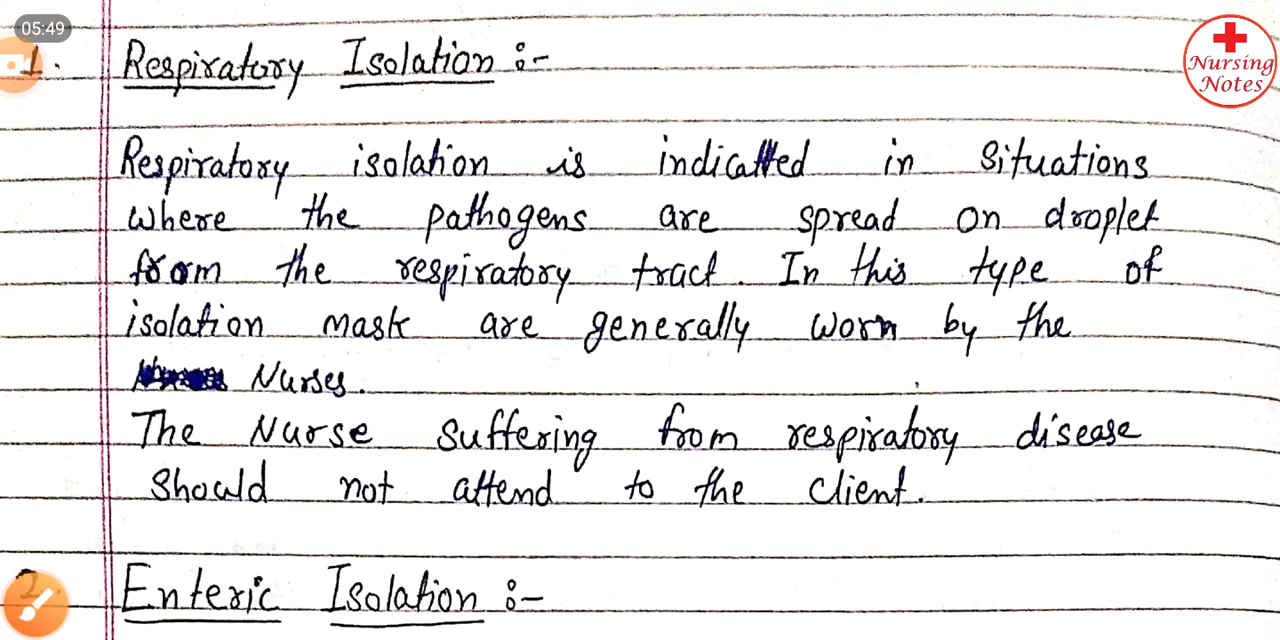 05:49
Nursing
Notes
1. Respiratory Isolation :-
Respiratory isolation is indicatted in Situations
where the pathogens are spread on droplet
from the respiratory tract. In this type of
isolation mask are generally worn by the
Nurses.
The Nurse suffering from respiratory disease
should not attend to the client.
2. Enteric Isolation :-